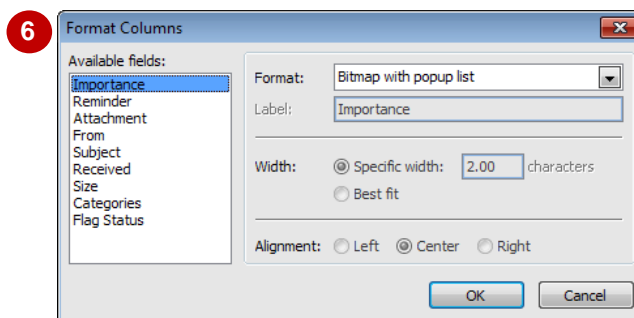 6
Format Columns
Available fields:
Importance
Reminder
Attachment
From
Subject
Received
Size
Categories
Flag Status
Format: Bitmap with popup list
Label: Importance
Width: Specific width: 2.00 characters
Best fit
Alignment: Left Center Right
OK Cancel